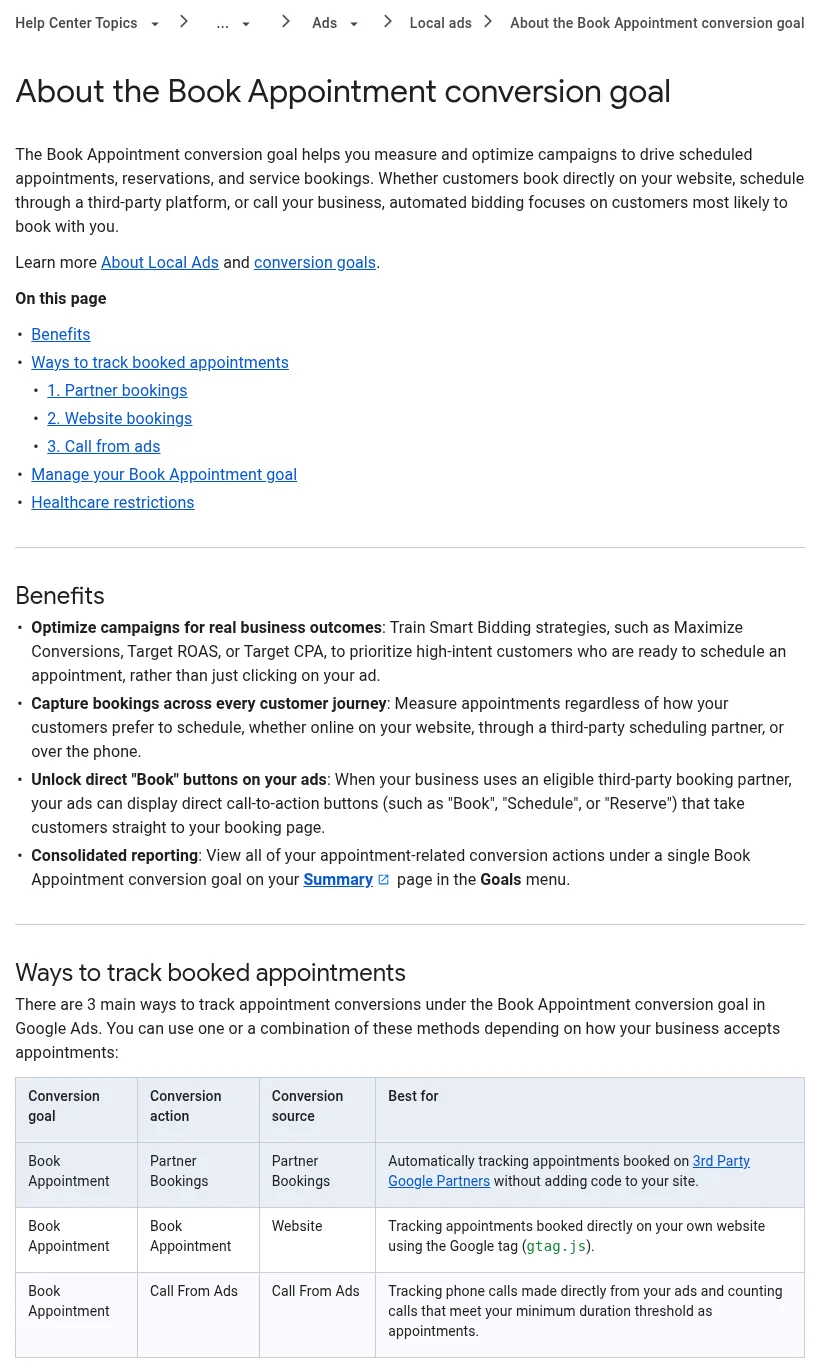 Help Center Topics ... Ads Local ads About the Book Appointment conversion goal
About the Book Appointment conversion goal
The Book Appointment conversion goal helps you measure and optimize campaigns to drive scheduled
appointments, reservations, and service bookings. Whether customers book directly on your website, schedule
through a third-party platform, or call your business, automated bidding focuses on customers most likely to
book with you.
Learn more About Local Ads and conversion goals.
On this page
• Benefits
• Ways to track booked appointments
• 1. Partner bookings
• 2. Website bookings
• 3. Call from ads
• Manage your Book Appointment goal
• Healthcare restrictions
Benefits
• Optimize campaigns for real business outcomes: Train Smart Bidding strategies, such as Maximize
Conversions, Target ROAS, or Target CPA, to prioritize high-intent customers who are ready to schedule an
appointment, rather than just clicking on your ad.
• Capture bookings across every customer journey: Measure appointments regardless of how your
customers prefer to schedule, whether online on your website, through a third-party scheduling partner, or
over the phone.
• Unlock direct "Book" buttons on your ads: When your business uses an eligible third-party booking partner,
your ads can display direct call-to-action buttons (such as "Book", "Schedule", or "Reserve") that take
customers straight to your booking page.
• Consolidated reporting: View all of your appointment-related conversion actions under a single Book
Appointment conversion goal on your Summary page in the Goals menu.
Ways to track booked appointments
There are 3 main ways to track appointment conversions under the Book Appointment conversion goal in
Google Ads. You can use one or a combination of these methods depending on how your business accepts
appointments:
Conversion
goal
Conversion
action
Conversion
source
Best for
Book
Appointment
Partner
Bookings
Partner
Bookings
Automatically tracking appointments booked on 3rd Party
Google Partners without adding code to your site.
Book
Appointment
Book
Appointment
Website
Tracking appointments booked directly on your own website
using the Google tag (gtag.js).
Book
Appointment
Call From Ads
Call From Ads
Tracking phone calls made directly from your ads and counting
calls that meet your minimum duration threshold as
appointments.